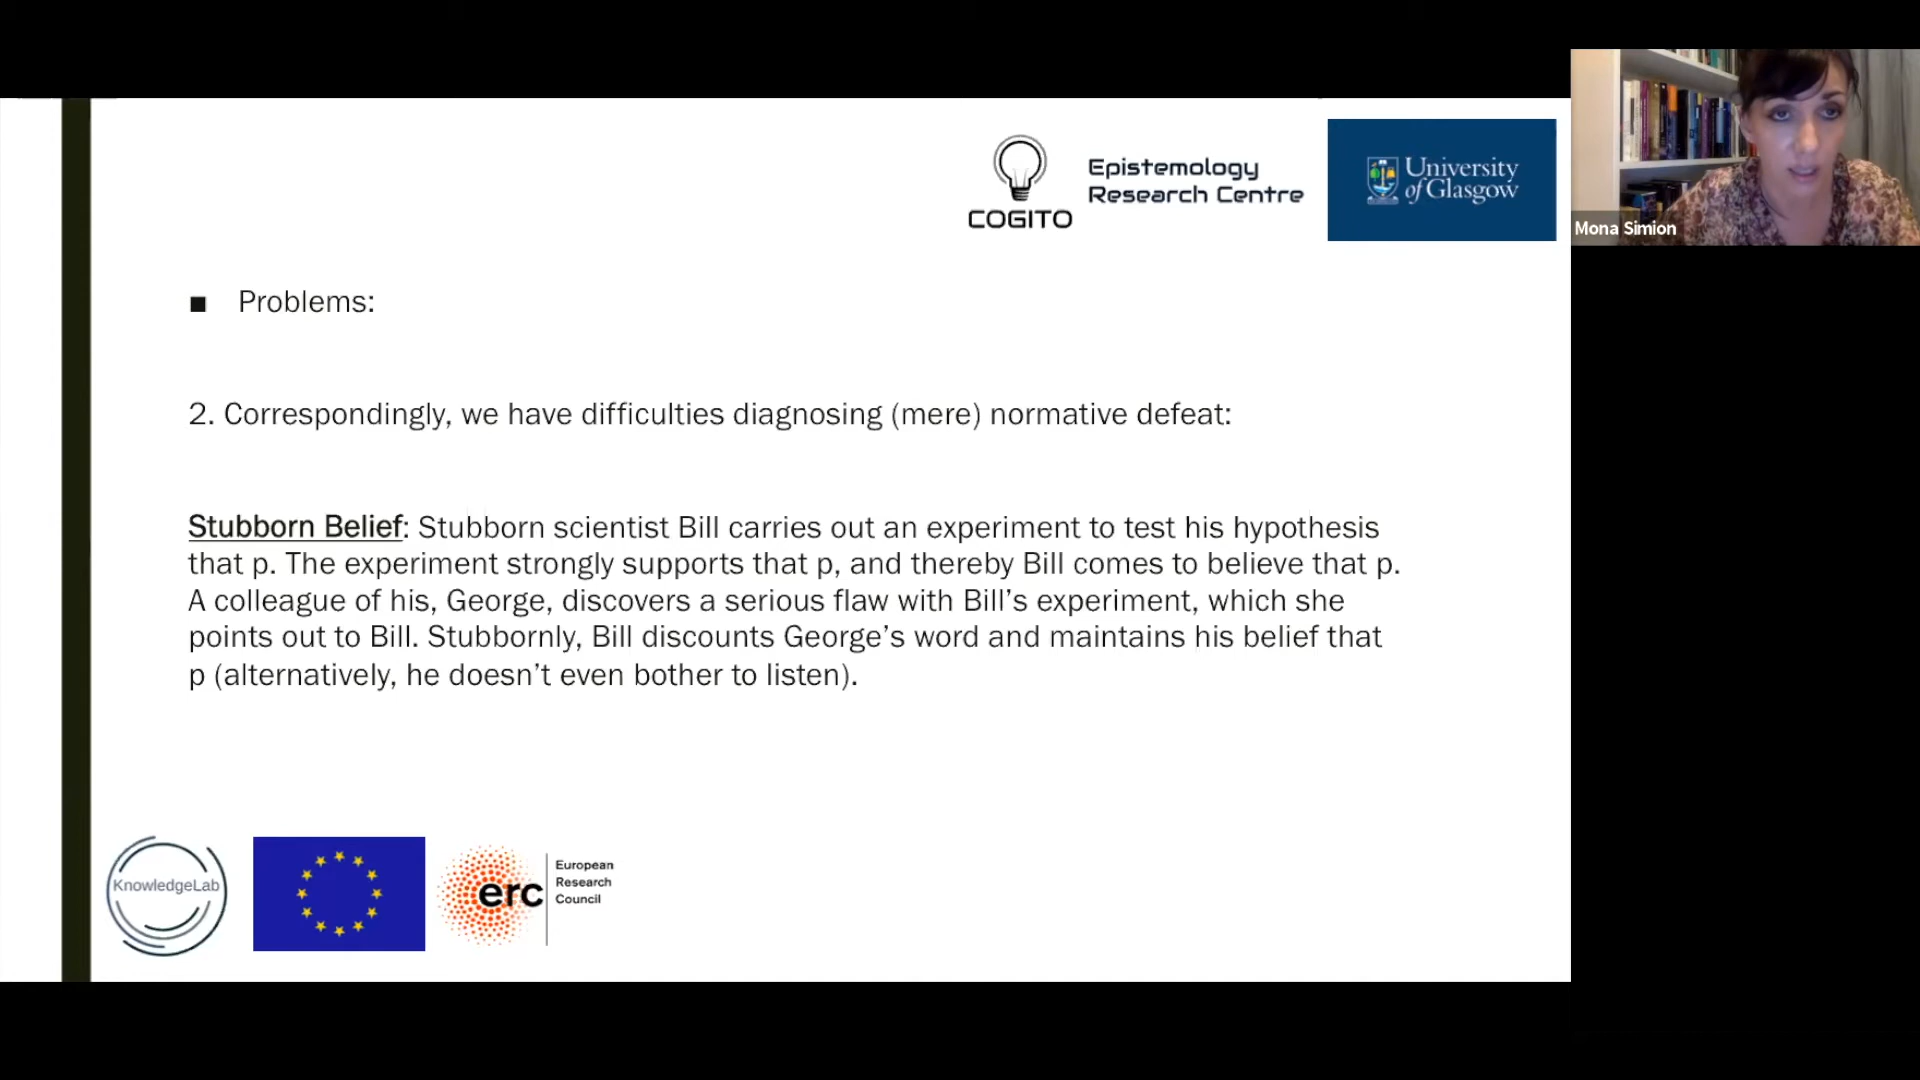 COGITO
Epistemology
Research Centre
University
of Glasgow
Mona Simion
■ Problems:
2. Correspondingly, we have difficulties diagnosing (mere) normative defeat:
Stubborn Belief: Stubborn scientist Bill carries out an experiment to test his hypothesis
that p. The experiment strongly supports that p, and thereby Bill comes to believe that p.
A colleague of his, George, discovers a serious flaw with Bill’s experiment, which she
points out to Bill. Stubbornly, Bill discounts George’s word and maintains his belief that
p (alternatively, he doesn’t even bother to listen).
KnowledgeLab
erc
European
Research
Council